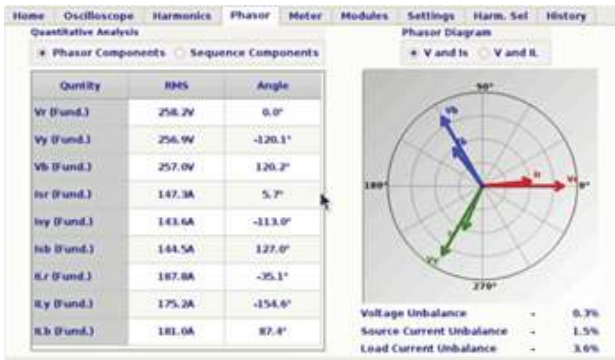 Home Oscilloscope Harmonics Phasor Meter Modules Settings Harm. Sel History
Quantitative Analysis
Phasor Components Sequence Components
Phasor Diagram
V and Is V and IL
Quntity RMS Angle
Vr (Fund.) 258.2V 0.0°
Vy (Fund.) 256.9V -120.1°
Vb (Fund.) 257.0V 120.2°
Isr (Fund.) 147.3A 5.7°
Isy (Fund.) 143.6A -113.0°
Isb (Fund.) 144.5A 127.0°
ILr (Fund.) 187.8A -35.1°
ILy (Fund.) 175.2A -154.6°
ILb (Fund.) 181.0A 87.4°
90°
Vb
180°
Vr
0°
Vy
270°
Voltage Unbalance - 0.3%
Source Current Unbalance - 1.5%
Load Current Unbalance - 3.6%